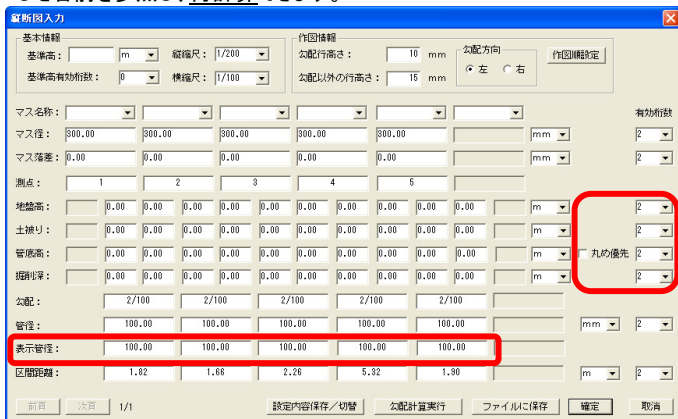 縦断図入力
基本情報
基準高： m 縦縮尺： 1/200
基準高有効桁数： 0 横縮尺： 1/100
作図情報
勾配行高さ： 10 mm
勾配以外の行高さ： 15 mm
勾配方向
左 右
作図順設定
マス名称： 有効桁数
マス径： 300.00 300.00 300.00 300.00 300.00 mm 2
マス落差： 0.00 0.00 0.00 0.00 0.00 mm 2
測点： 1 2 3 4 5
地盤高： 0.00 0.00 0.00 0.00 0.00 0.00 0.00 0.00 0.00 0.00 m 2
土被り： 0.00 0.00 0.00 0.00 0.00 0.00 0.00 0.00 0.00 0.00 m 2
管底高： 0.00 0.00 0.00 0.00 0.00 0.00 0.00 0.00 0.00 0.00 m 丸め優先 2
掘削深： 0.00 0.00 0.00 0.00 0.00 0.00 0.00 0.00 0.00 0.00 m 2
勾配： 2/100 2/100 2/100 2/100 2/100
管径： 100.00 100.00 100.00 100.00 100.00 mm 2
表示管径： 100.00 100.00 100.00 100.00 100.00
区間距離： 1.82 1.66 2.26 5.32 1.90 m 2
前頁 次頁 1/1 設定内容保存／切替 勾配計算実行 ファイルに保存 確定 取消